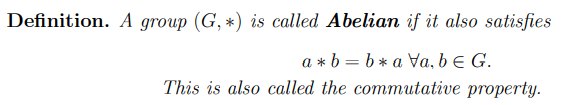 Definition. A group (G, ∗) is called Abelian if it also satisfies
a ∗ b = b ∗ a ∀a, b ∈ G.
This is also called the commutative property.